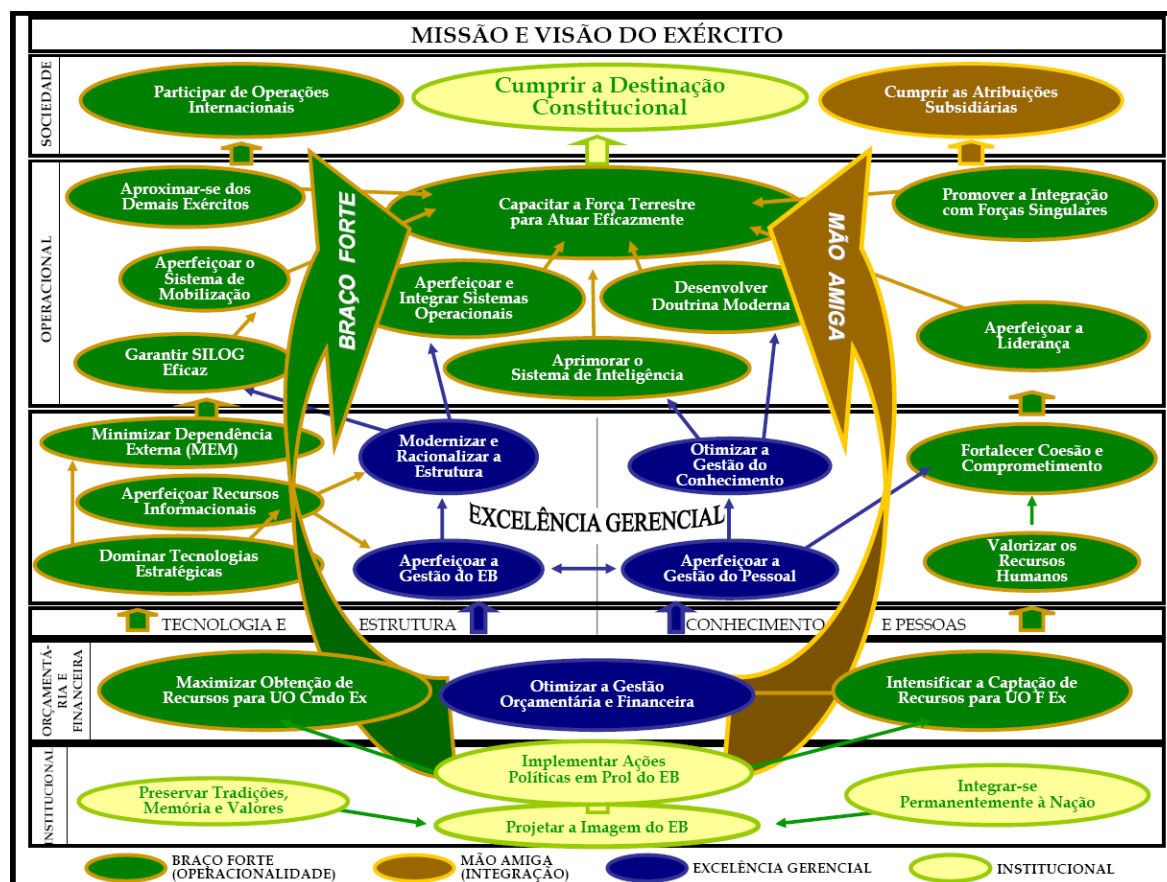 MISSÃO E VISÃO DO EXÉRCITO
SOCIEDADE
Participar de Operações
Internacionais
Cumprir a Destinação
Constitucional
Cumprir as Atribuições
Subsidiárias
OPERACIONAL
Aproximar-se dos
Demais Exércitos
BRAÇO FORTE
Capacitar a Força Terrestre
para Atuar Eficazmente
MÃO AMIGA
Promover a Integração
com Forças Singulares
Aperfeiçoar o
Sistema de
Mobilização
Aperfeiçoar e
Integrar Sistemas
Operacionais
Desenvolver
Doutrina Moderna
Garantir SILOG
Eficaz
Aprimorar o
Sistema de Inteligência
Aperfeiçoar a
Liderança
Minimizar Dependência
Externa (MEM)
Modernizar e
Racionalizar a
Estrutura
Otimizar a
Gestão do
Conhecimento
Fortalecer Coesão e
Comprometimento
Aperfeiçoar Recursos
Informacionais
EXCELÊNCIA GERENCIAL
Dominar Tecnologias
Estratégicas
Aperfeiçoar a
Gestão do EB
Aperfeiçoar a
Gestão do Pessoal
Valorizar os
Recursos
Humanos
TECNOLOGIA E ESTRUTURA
CONHECIMENTO E PESSOAS
ORÇAMENTÁ-
RIA E
FINANCEIRA
Maximizar Obtenção de
Recursos para UO Cmdo Ex
Otimizar a Gestão
Orçamentária e Financeira
Intensificar a Captação de
Recursos para UO F Ex
INSTITUCIONAL
Implementar Ações
Políticas em Prol do EB
Preservar Tradições,
Memória e Valores
Integrar-se
Permanentemente à Nação
Projetar a Imagem do EB
BRAÇO FORTE
(OPERACIONALIDADE)
MÃO AMIGA
(INTEGRAÇÃO)
EXCELÊNCIA GERENCIAL
INSTITUCIONAL